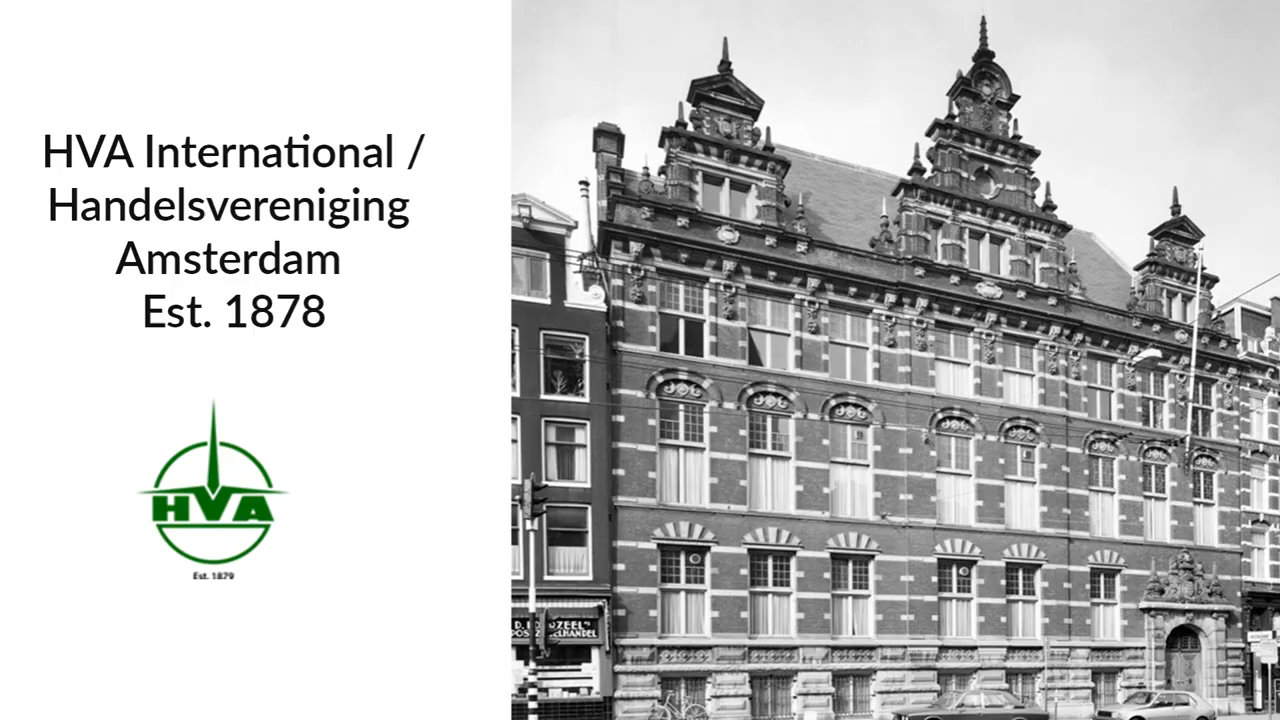 HVA International /
Handelsvereniging
Amsterdam
Est. 1878
HVA
Est. 1879